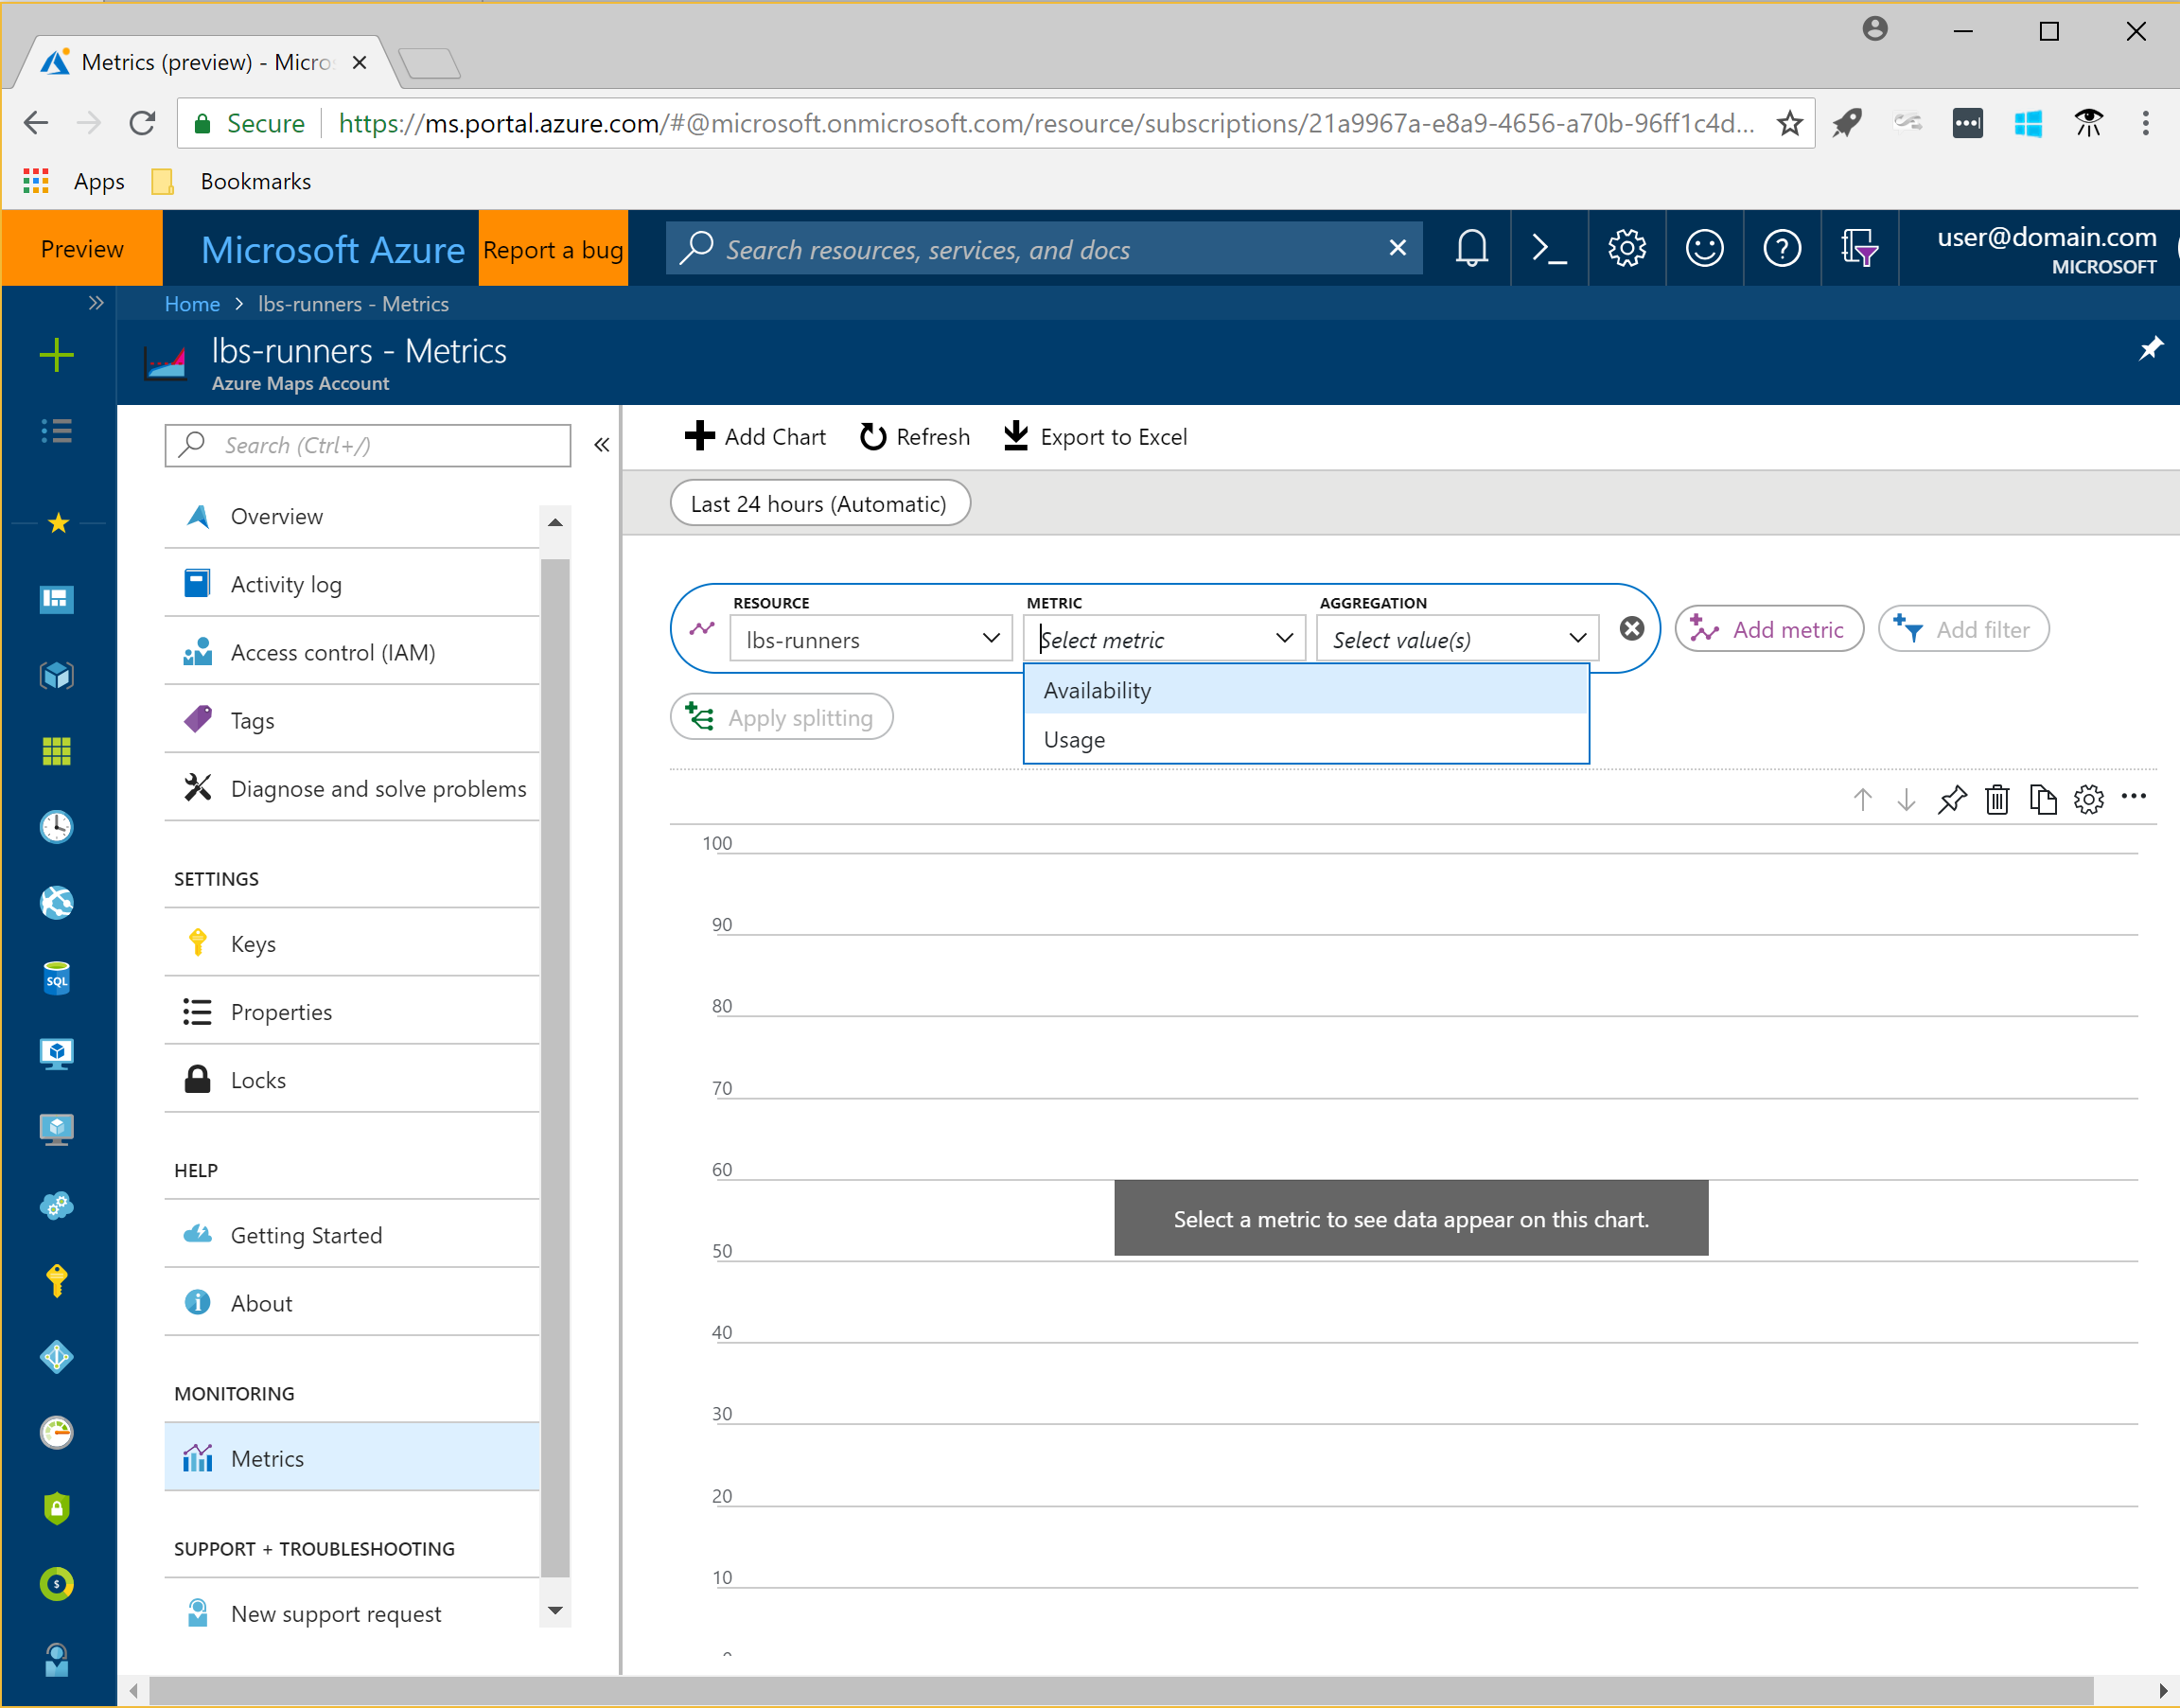 Metrics (preview) - Micro
Secure
https://ms.portal.azure.com/#@microsoft.onmicrosoft.com/resource/subscriptions/21a9967a-e8a9-4656-a70b-96ff1c4d...
Apps
Bookmarks
Preview
Microsoft Azure
Report a bug
Search resources, services, and docs
user@domain.com
MICROSOFT
Home > lbs-runners - Metrics
lbs-runners - Metrics
Azure Maps Account
Search (Ctrl+/)
Overview
Activity log
Access control (IAM)
Tags
Diagnose and solve problems
SETTINGS
Keys
Properties
Locks
HELP
Getting Started
About
MONITORING
Metrics
SUPPORT + TROUBLESHOOTING
New support request
SQL
Add Chart
Refresh
Export to Excel
Last 24 hours (Automatic)
RESOURCE
lbs-runners
METRIC
Select metric
AGGREGATION
Select value(s)
Add metric
Add filter
Availability
Usage
Apply splitting
100
90
80
70
60
50
40
30
20
10
Select a metric to see data appear on this chart.